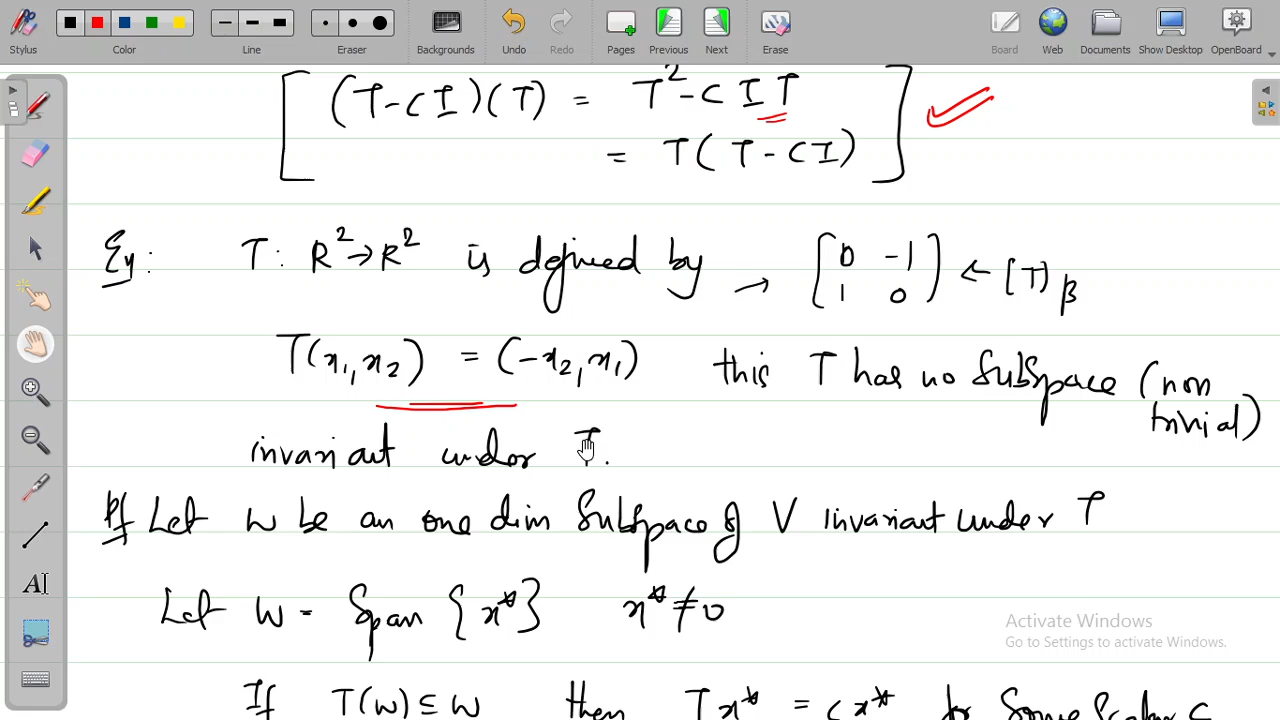 Stylus Color Line Eraser Backgrounds Undo Redo Pages Previous Next Erase Board Web Documents Show Desktop OpenBoard
(T-CI)(T) = T²-CIT
= T(T-CI)
Ex: T: R²→R² is defined by → [0 -1
1 0] ← [T]β
T(x₁,x₂) = (-x₂,x₁) this T has no Subspace (non trivial)
invariant under T.
Pf Let W be an one dim Subspace of V invariant under T
Let W = Span {x*} x* ≠ 0
Activate Windows
Go to Settings to activate Windows.
If T(W) ⊆ W then Tx* = cx* for Some Scalar c